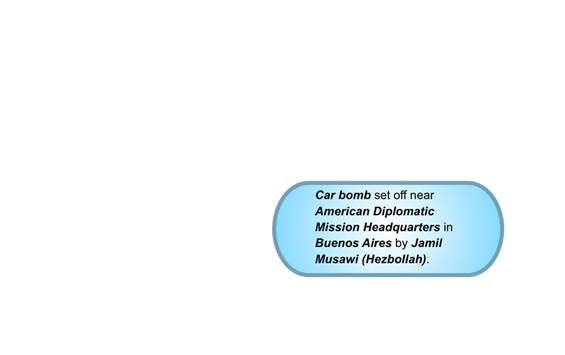 Car bomb set off near
American Diplomatic
Mission Headquarters in
Buenos Aires by Jamil
Musawi (Hezbollah).